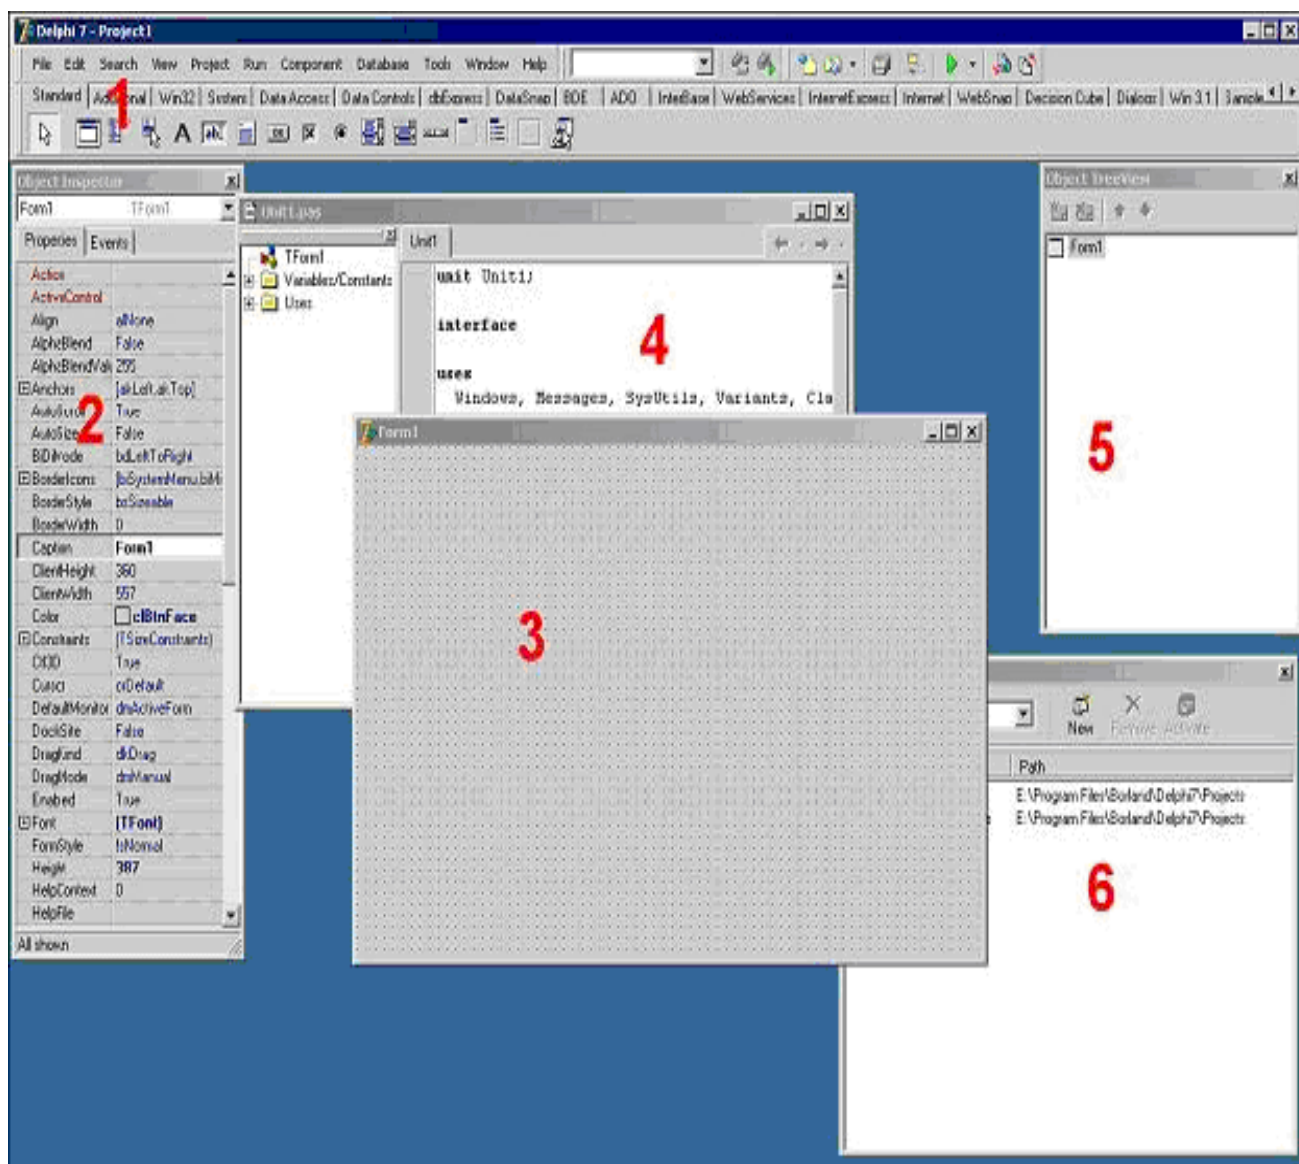 Delphi 7 - Project1
File Edit Search View Project Run Component Database Tools Window Help
Standard Win32 System Data Access Data Controls dbExpress DataSnap BDE ADO InterBase WebServices InternetExpress Internet WebSnap Decision Cube Dialogs Win 3.1
1
Object Inspector
Form1 TForm1
Properties Events
Action
ActiveControl
Align alNone
AlphaBlend False
AlphaBlendVal 255
Anchors [akLeft,akTop]
AutoScroll True
2
AutoSize False
BiDiMode bdLeftToRight
BorderIcons [biSystemMenu,biMi
BorderStyle bsSizeable
BorderWidth 0
Caption Form1
ClientHeight 360
ClientWidth 557
Color clBtnFace
Constraints (TSizeConstraints)
Ctl3D True
Cursor crDefault
DefaultMonitor dmActiveForm
DockSite False
DragKind dkDrag
DragMode dmManual
Enabled True
Font (TFont)
FormStyle fsNormal
Height 387
HelpContext 0
HelpFile
All shown
Unit1.pas
TForm1
Variables/Constants
Uses
Unit1
unit Unit1;
interface
4
uses
Windows, Messages, SysUtils, Variants, Cla
Form1
3
Object TreeView
Form1
5
New Remove Activate
Path
E:\Program Files\Borland\Delphi7\Projects
E:\Program Files\Borland\Delphi7\Projects
6